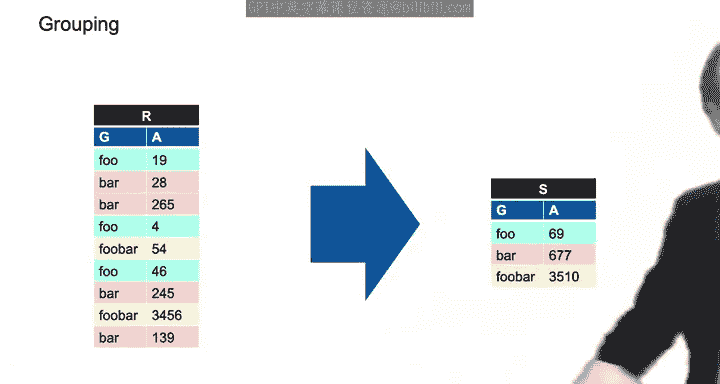 Grouping
R
G A
foo 19
bar 28
bar 265
foo 4
foobar 54
foo 46
bar 245
foobar 3456
bar 139
S
G A
foo 69
bar 677
foobar 3510